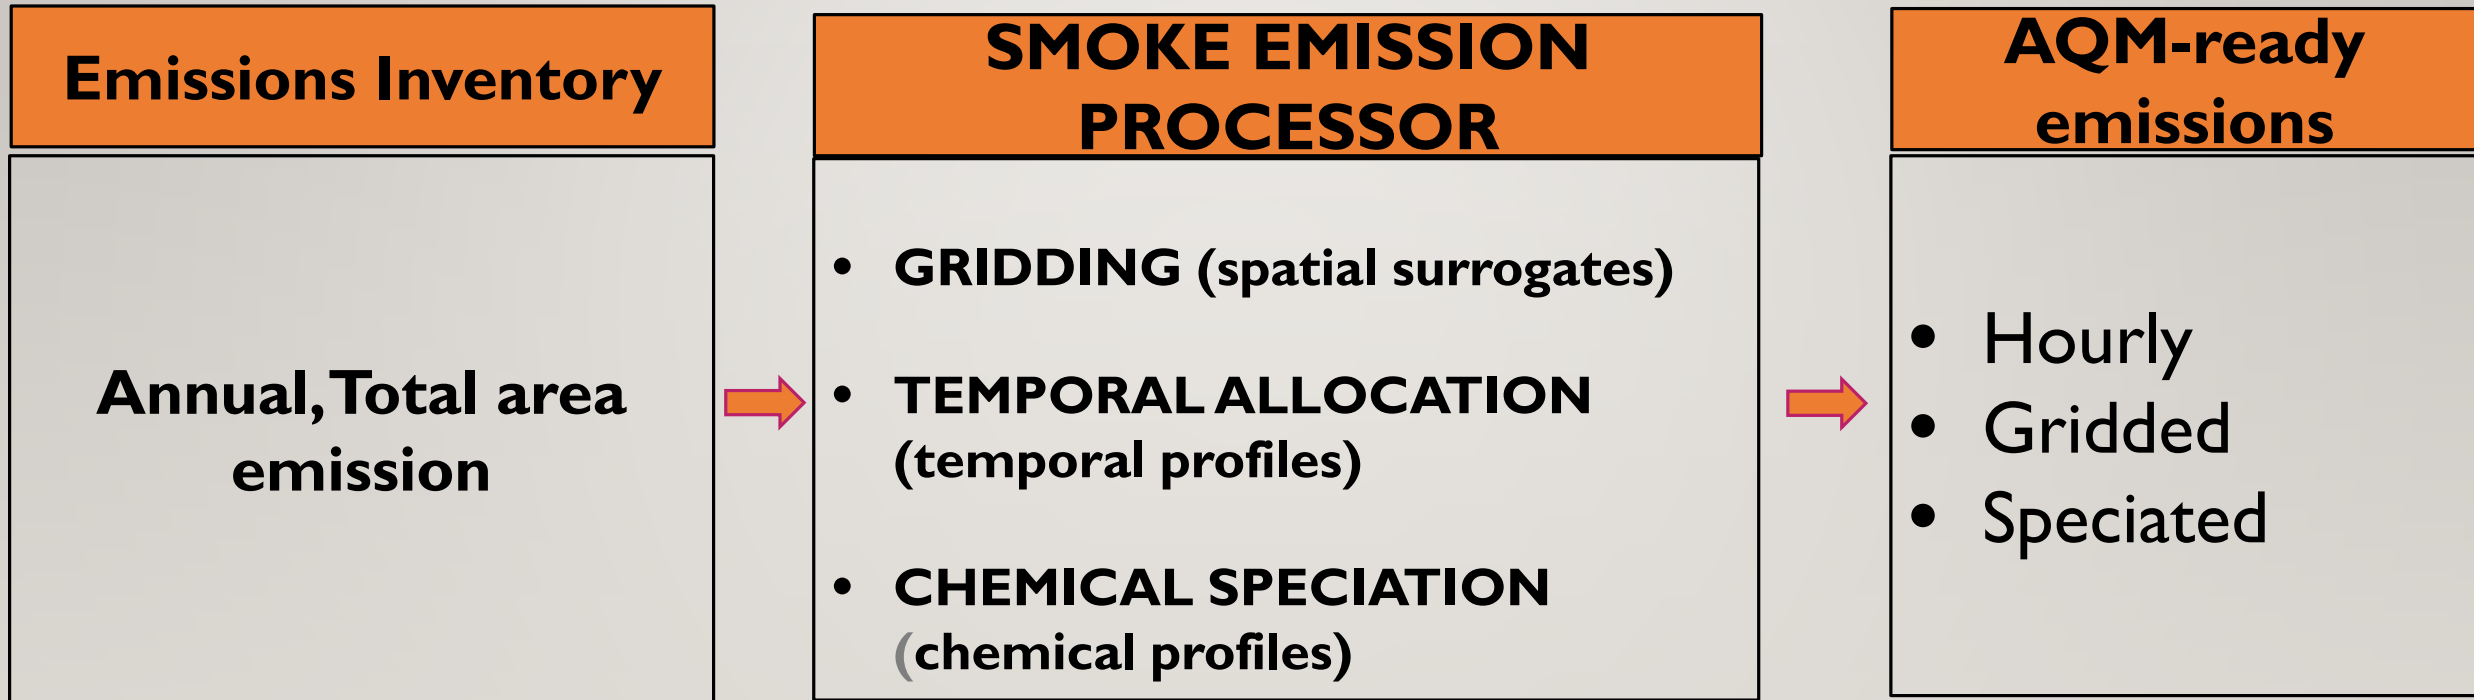 Emissions Inventory
Annual, Total area
emission
SMOKE EMISSION
PROCESSOR
• GRIDDING (spatial surrogates)
• TEMPORAL ALLOCATION
(temporal profiles)
• CHEMICAL SPECIATION
(chemical profiles)
AQM-ready
emissions
• Hourly
• Gridded
• Speciated